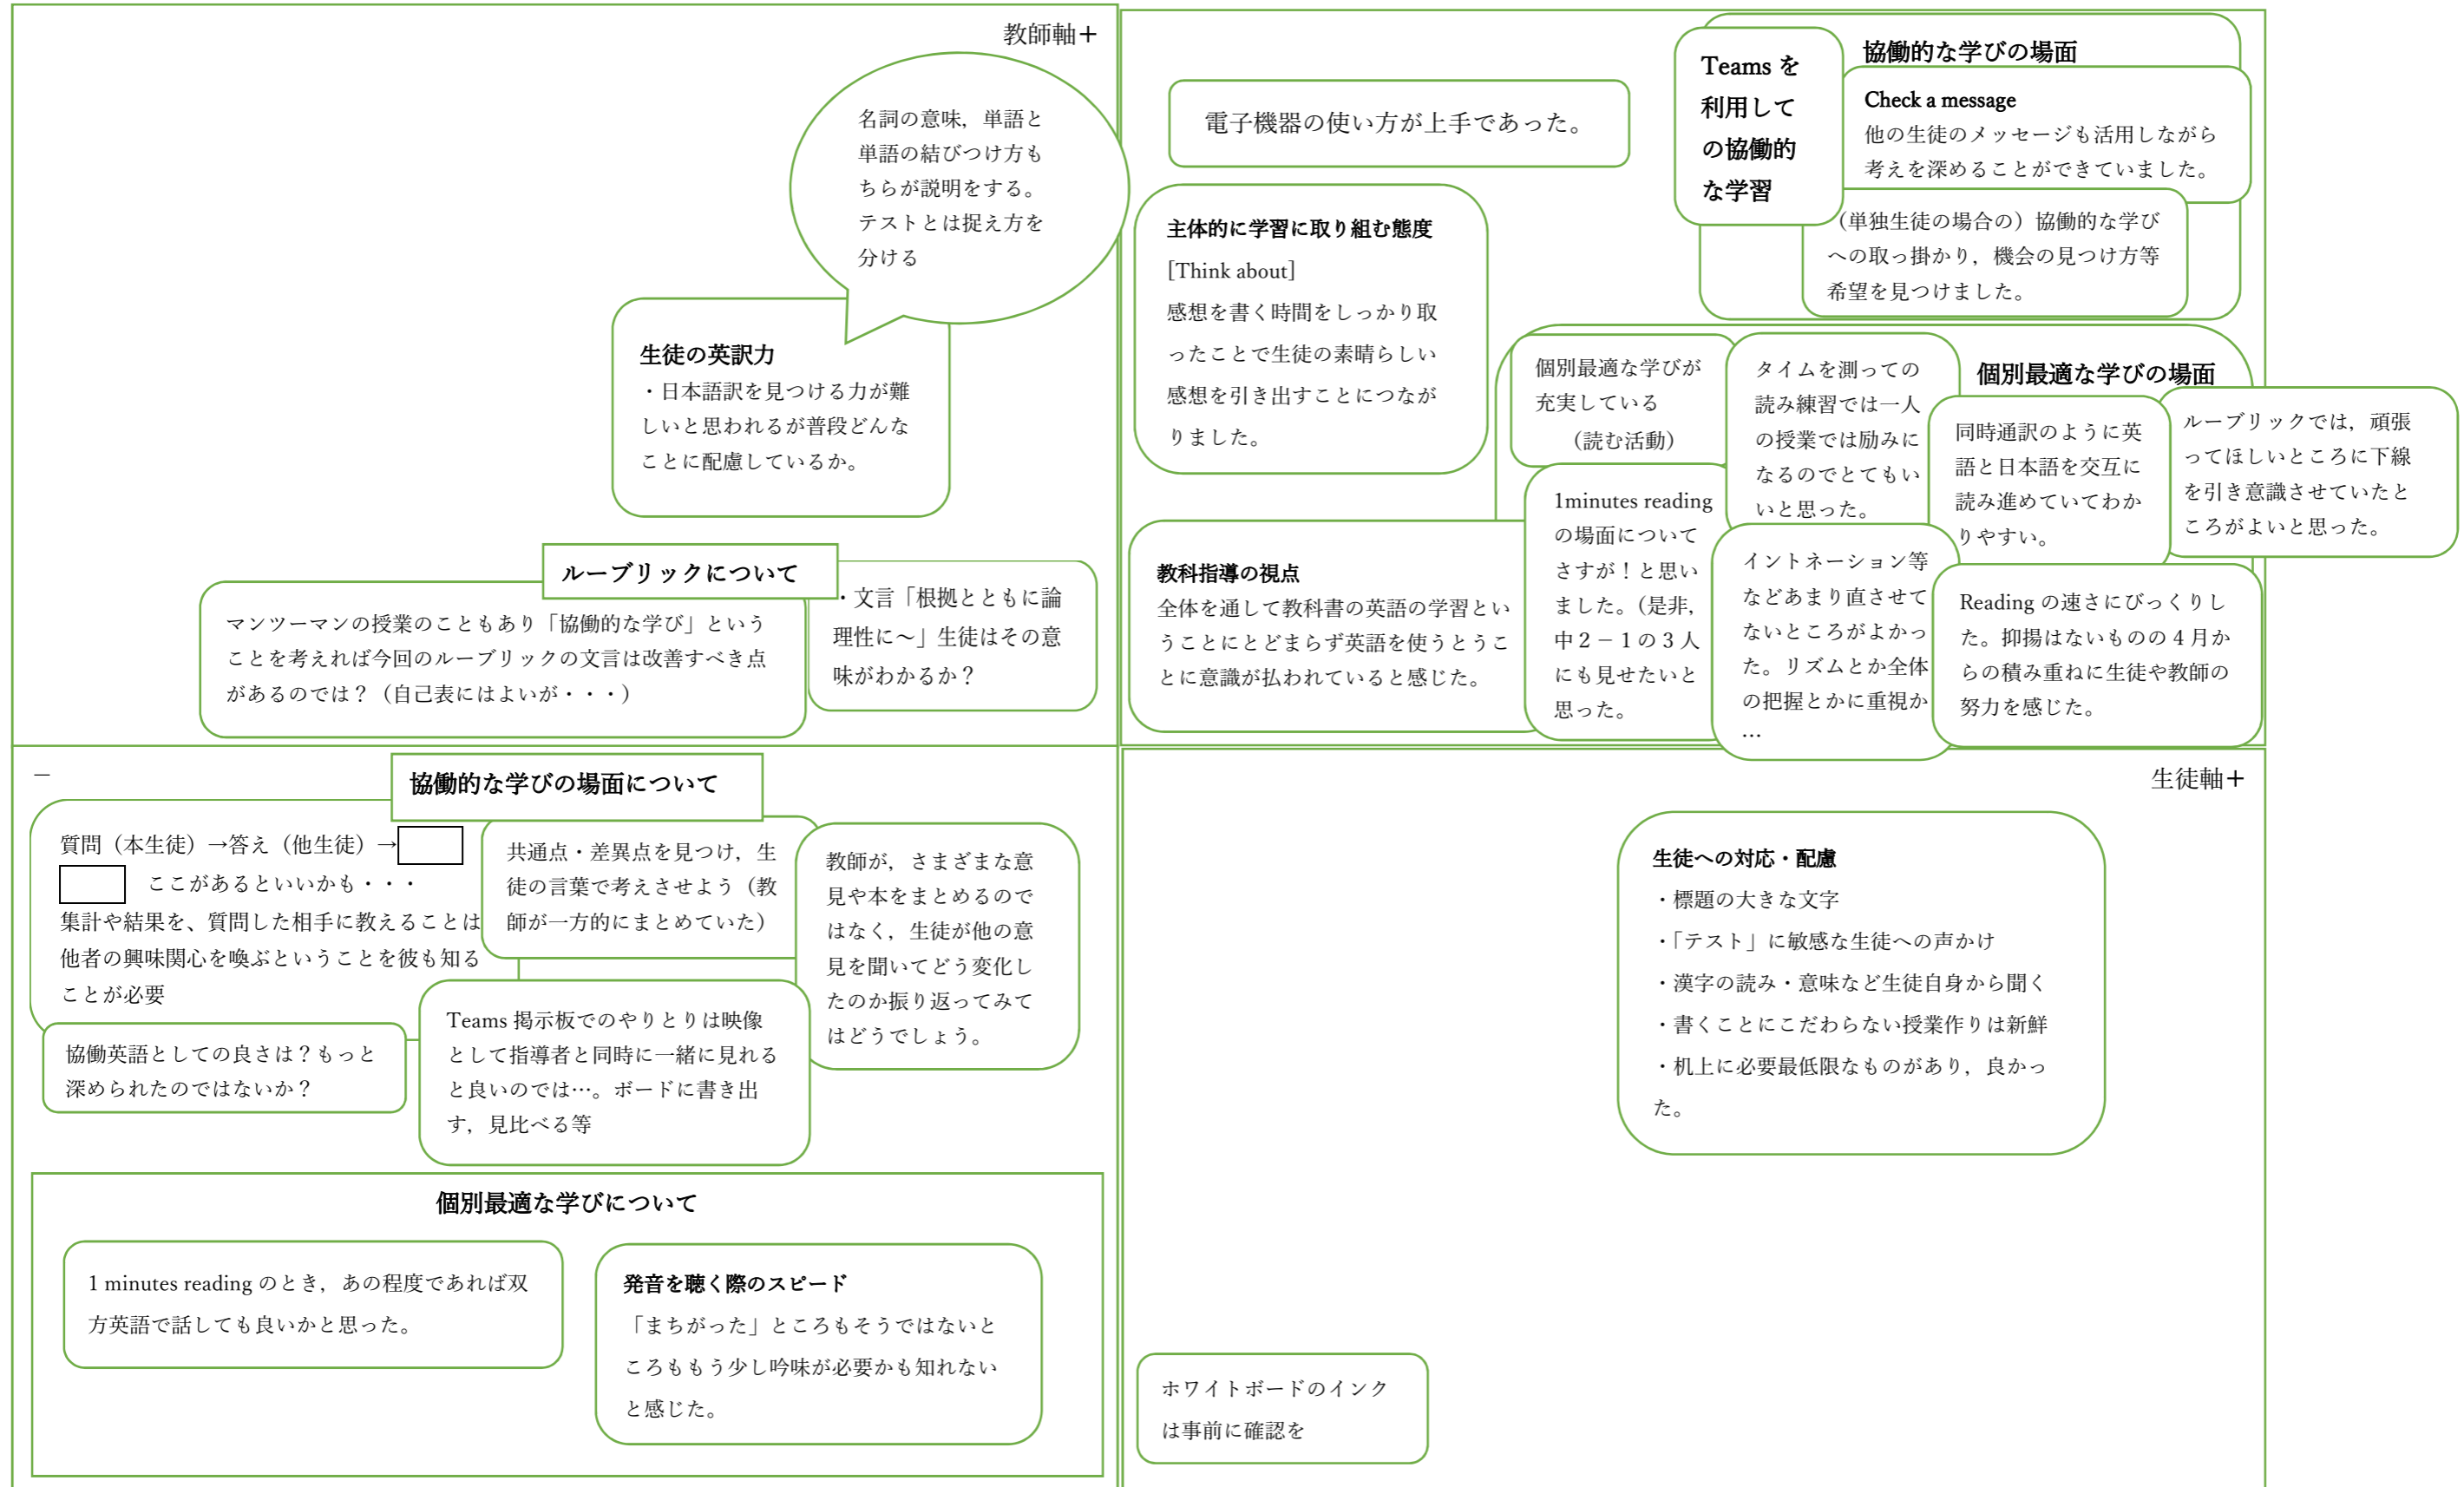 教師軸＋
名詞の意味，単語と
単語の結びつけ方も
ちらが説明をする。
テストとは捉え方を
分ける
生徒の英訳力
・日本語訳を見つける力が難
しいと思われるが普段どんな
ことに配慮しているか。
ルーブリックについて
マンツーマンの授業のこともあり「協働的な学び」という
ことを考えれば今回のルーブリックの文言は改善すべき点
があるのでは？（自己表にはよいが・・・）
・文言「根拠とともに論
理性に～」生徒はその意
味がわかるか？
電子機器の使い方が上手であった。
Teams を
利用して
の協働的
な学習
協働的な学びの場面
Check a message
他の生徒のメッセージも活用しながら
考えを深めることができていました。
（単独生徒の場合の）協働的な学び
への取っ掛かり，機会の見つけ方等
希望を見つけました。
主体的に学習に取り組む態度
[Think about]
感想を書く時間をしっかり取
ったことで生徒の素晴らしい
感想を引き出すことにつなが
りました。
個別最適な学びの場面
個別最適な学びが
充実している
（読む活動）
タイムを測っての
読み練習では一人
の授業では励みに
なるのでとてもい
いと思った。
同時通訳のように英
語と日本語を交互に
読み進めていてわか
りやすい。
ルーブリックでは，頑張
ってほしいところに下線
を引き意識させていたと
ころがよいと思った。
教科指導の視点
全体を通して教科書の英語の学習とい
うことにとどまらず英語を使うとうこ
とに意識が払われていると感じた。
1minutes reading
の場面について
さすが！と思い
ました。（是非，
中２－１の３人
にも見せたいと
思った。
イントネーション等
などあまり直させて
ないところがよかっ
た。リズムとか全体
の把握とかに重視か
…
Reading の速さにびっくりし
た。抑揚はないものの４月か
らの積み重ねに生徒や教師の
努力を感じた。
－
協働的な学びの場面について
質問（本生徒）→答え（他生徒）→
ここがあるといいかも・・・
集計や結果を、質問した相手に教えることは
他者の興味関心を喚ぶということを彼も知る
ことが必要
共通点・差異点を見つけ，生
徒の言葉で考えさせよう（教
師が一方的にまとめていた）
教師が，さまざまな意
見や本をまとめるので
はなく，生徒が他の意
見を聞いてどう変化し
たのか振り返ってみて
はどうでしょう。
協働英語としての良さは？もっと
深められたのではないか？
Teams 掲示板でのやりとりは映像
として指導者と同時に一緒に見れる
と良いのでは…。ボードに書き出
す，見比べる等
個別最適な学びについて
1 minutes reading のとき，あの程度であれば双
方英語で話しても良いかと思った。
発音を聴く際のスピード
「まちがった」ところもそうではないと
ころももう少し吟味が必要かも知れない
と感じた。
生徒軸＋
生徒への対応・配慮
・標題の大きな文字
・「テスト」に敏感な生徒への声かけ
・漢字の読み・意味など生徒自身から聞く
・書くことにこだわらない授業作りは新鮮
・机上に必要最低限なものがあり，良かっ
た。
ホワイトボードのインク
は事前に確認を